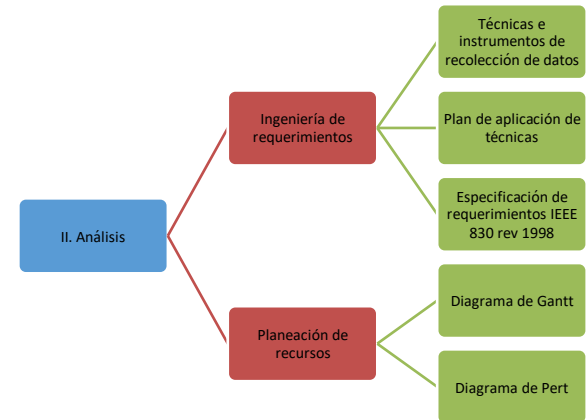 Técnicas e
instrumentos de
recolección de datos
Ingeniería de
requerimientos
Plan de aplicación de
técnicas
Especificación de
requerimientos IEEE
830 rev 1998
II. Análisis
Planeación de
recursos
Diagrama de Gantt
Diagrama de Pert